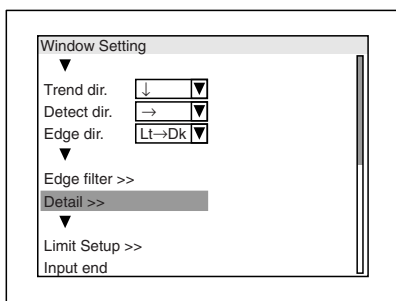 Window Setting
▼
Trend dir. ↓ ▼
Detect dir. → ▼
Edge dir. Lt→Dk ▼
▼
Edge filter >>
Detail >>
▼
Limit Setup >>
Input end